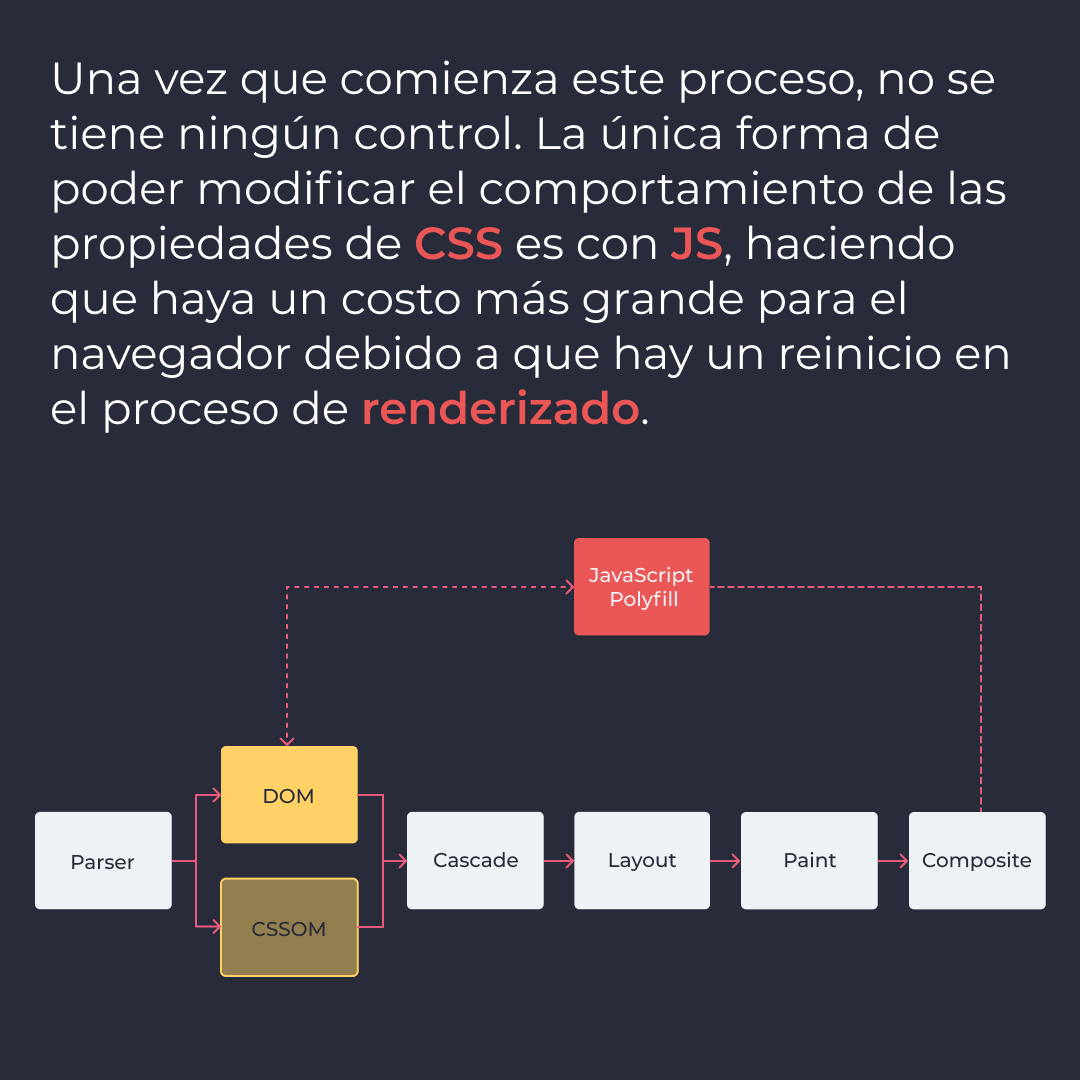 Una vez que comienza este proceso, no se
tiene ningún control. La única forma de
poder modificar el comportamiento de las
propiedades de CSS es con JS, haciendo
que haya un costo más grande para el
navegador debido a que hay un reinicio en
el proceso de renderizado.
JavaScript
Polyfill
DOM
Parser
Cascade
Layout
Paint
Composite
CSSOM